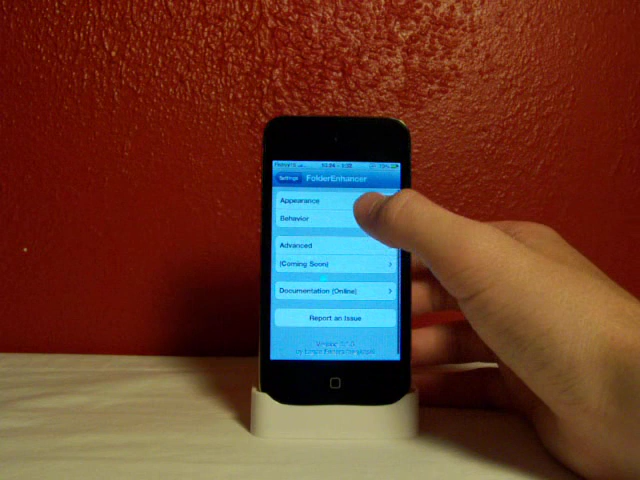 Settings FolderEnhancer
Appearance
Behavior
Advanced
(Coming Soon)
Documentation (Online)
Report an Issue